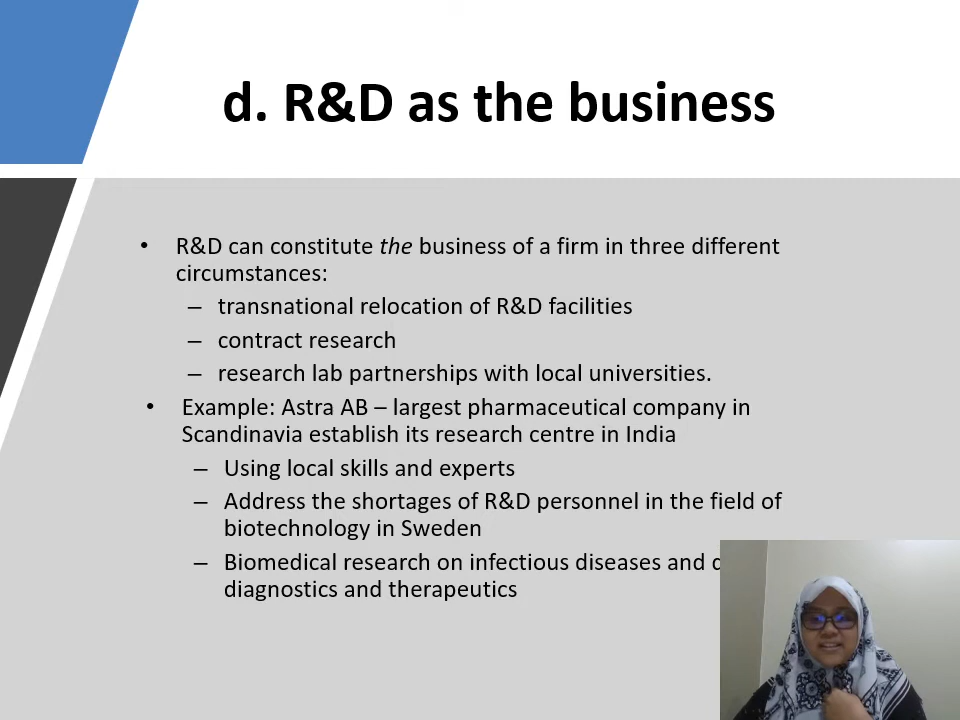 d. R&D as the business
• R&D can constitute the business of a firm in three different
circumstances:
– transnational relocation of R&D facilities
– contract research
– research lab partnerships with local universities.
• Example: Astra AB – largest pharmaceutical company in
Scandinavia establish its research centre in India
– Using local skills and experts
– Address the shortages of R&D personnel in the field of
biotechnology in Sweden
– Biomedical research on infectious diseases and
diagnostics and therapeutics